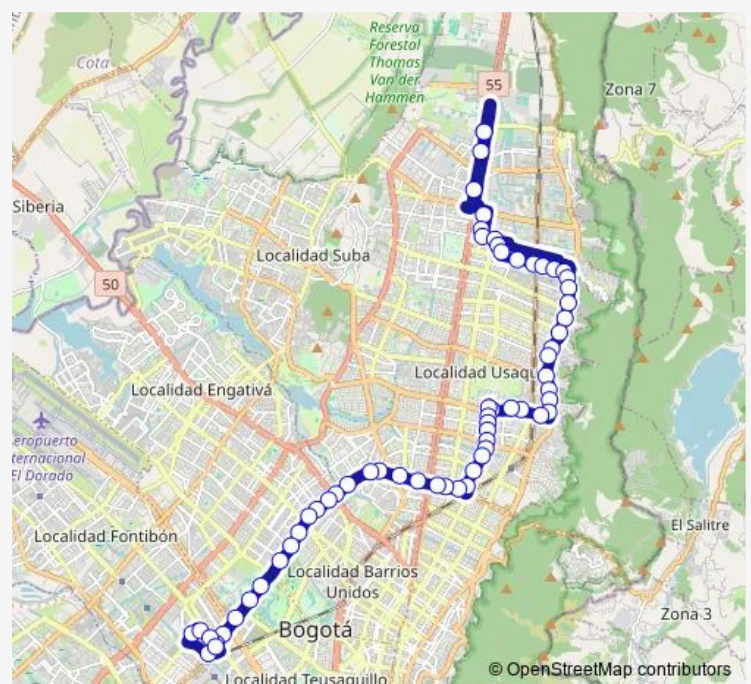 Reserva
Forestal
Thomas
Van der
Hammen
Cota
55
Zona 7
Siberia
Localidad Suba
50
Localidad Usaqu
Localidad Engativá
eropuerto
nternacional
El Dorado
El Salitre
Localidad Fontibón
Localidad Barrios
Unidos
Zona 3
Bogotá
© OpenStreetMap contributors
Localidad Teusaquillo